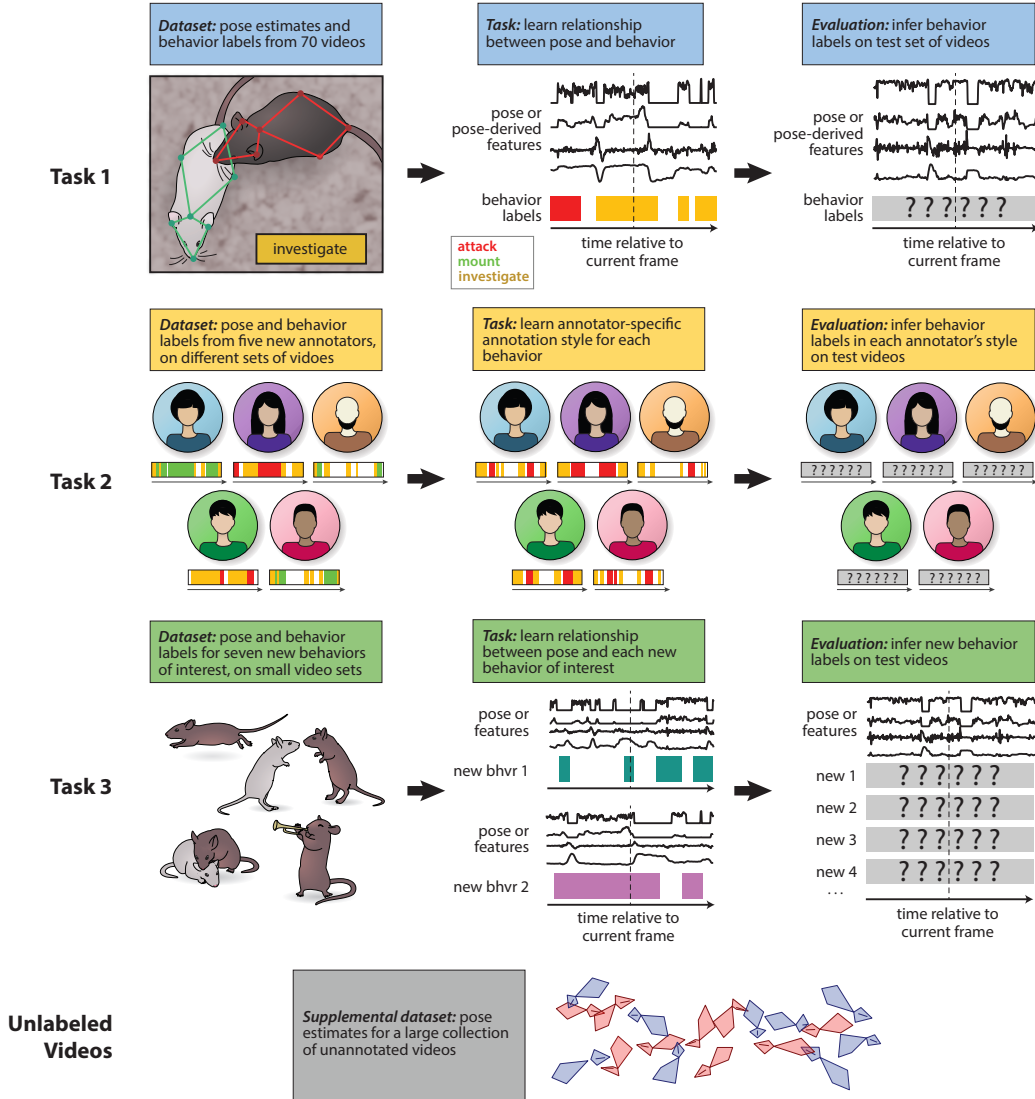 Dataset: pose estimates and
behavior labels from 70 videos
Task: learn relationship
between pose and behavior
Evaluation: infer behavior
labels on test set of videos
Task 1
investigate
pose or
pose-derived
features
behavior
labels
attack
mount
investigate
time relative to
current frame
pose or
pose-derived
features
behavior
labels
? ? ? ? ? ?
time relative to
current frame
Dataset: pose and behavior
labels from five new annotators,
on different sets of vidoes
Task: learn annotator-specific
annotation style for each
behavior
Evaluation: infer behavior
labels in each annotator's style
on test videos
Task 2
? ? ? ? ? ?
? ? ? ? ? ?
? ? ? ? ? ?
? ? ? ? ? ?
? ? ? ? ? ?
Dataset: pose and behavior
labels for seven new behaviors
of interest, on small video sets
Task: learn relationship
between pose and each new
behavior of interest
Evaluation: infer new behavior
labels on test videos
Task 3
pose or
features
new bhvr 1
pose or
features
new bhvr 2
time relative to
current frame
pose or
features
new 1 ? ? ? ? ? ?
new 2 ? ? ? ? ? ?
new 3 ? ? ? ? ? ?
new 4 ? ? ? ? ? ?
...
time relative to
current frame
Unlabeled
Videos
Supplemental dataset: pose
estimates for a large collection
of unannotated videos